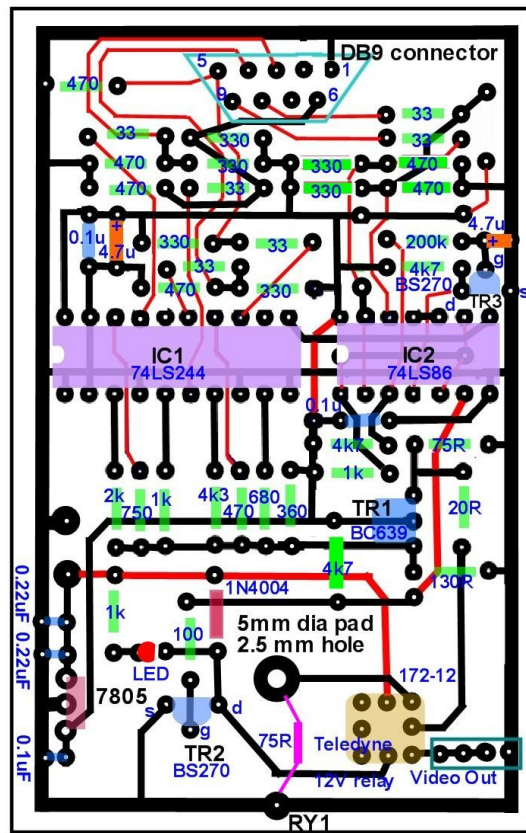 DB9 connector
5 1
9 6
470
33 33
330 33
470 330 330 470
470 33 330 470
4.7u
+
0.1u 4.7u 330 33 200k +
g
33 4k7
470 330 BS270 TR3
d s
IC1 IC2
74LS244 74LS86
0.1u
4k7 75R
1k
2k 750 1k 4k3 470 680 360 TR1 20R
BC639
4k7 130R
0.22uF
1N4004
1k
5mm dia pad
2.5 mm hole
0.22uF
100
LED 172-12
7805
s d
g
0.1uF
TR2 75R Teledyne
BS270 12V relay Video Out
RY1